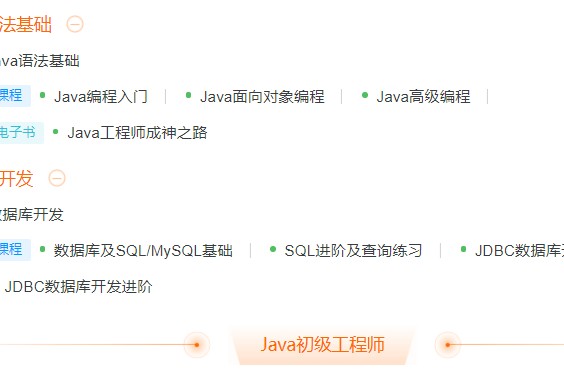 法基础
ava语法基础
课程 Java编程入门 Java面向对象编程 Java高级编程
电子书 Java工程师成神之路
开发
数据库开发
课程 数据库及SQL/MySQL基础 SQL进阶及查询练习 JDBC数据库开
JDBC数据库开发进阶
Java初级工程师